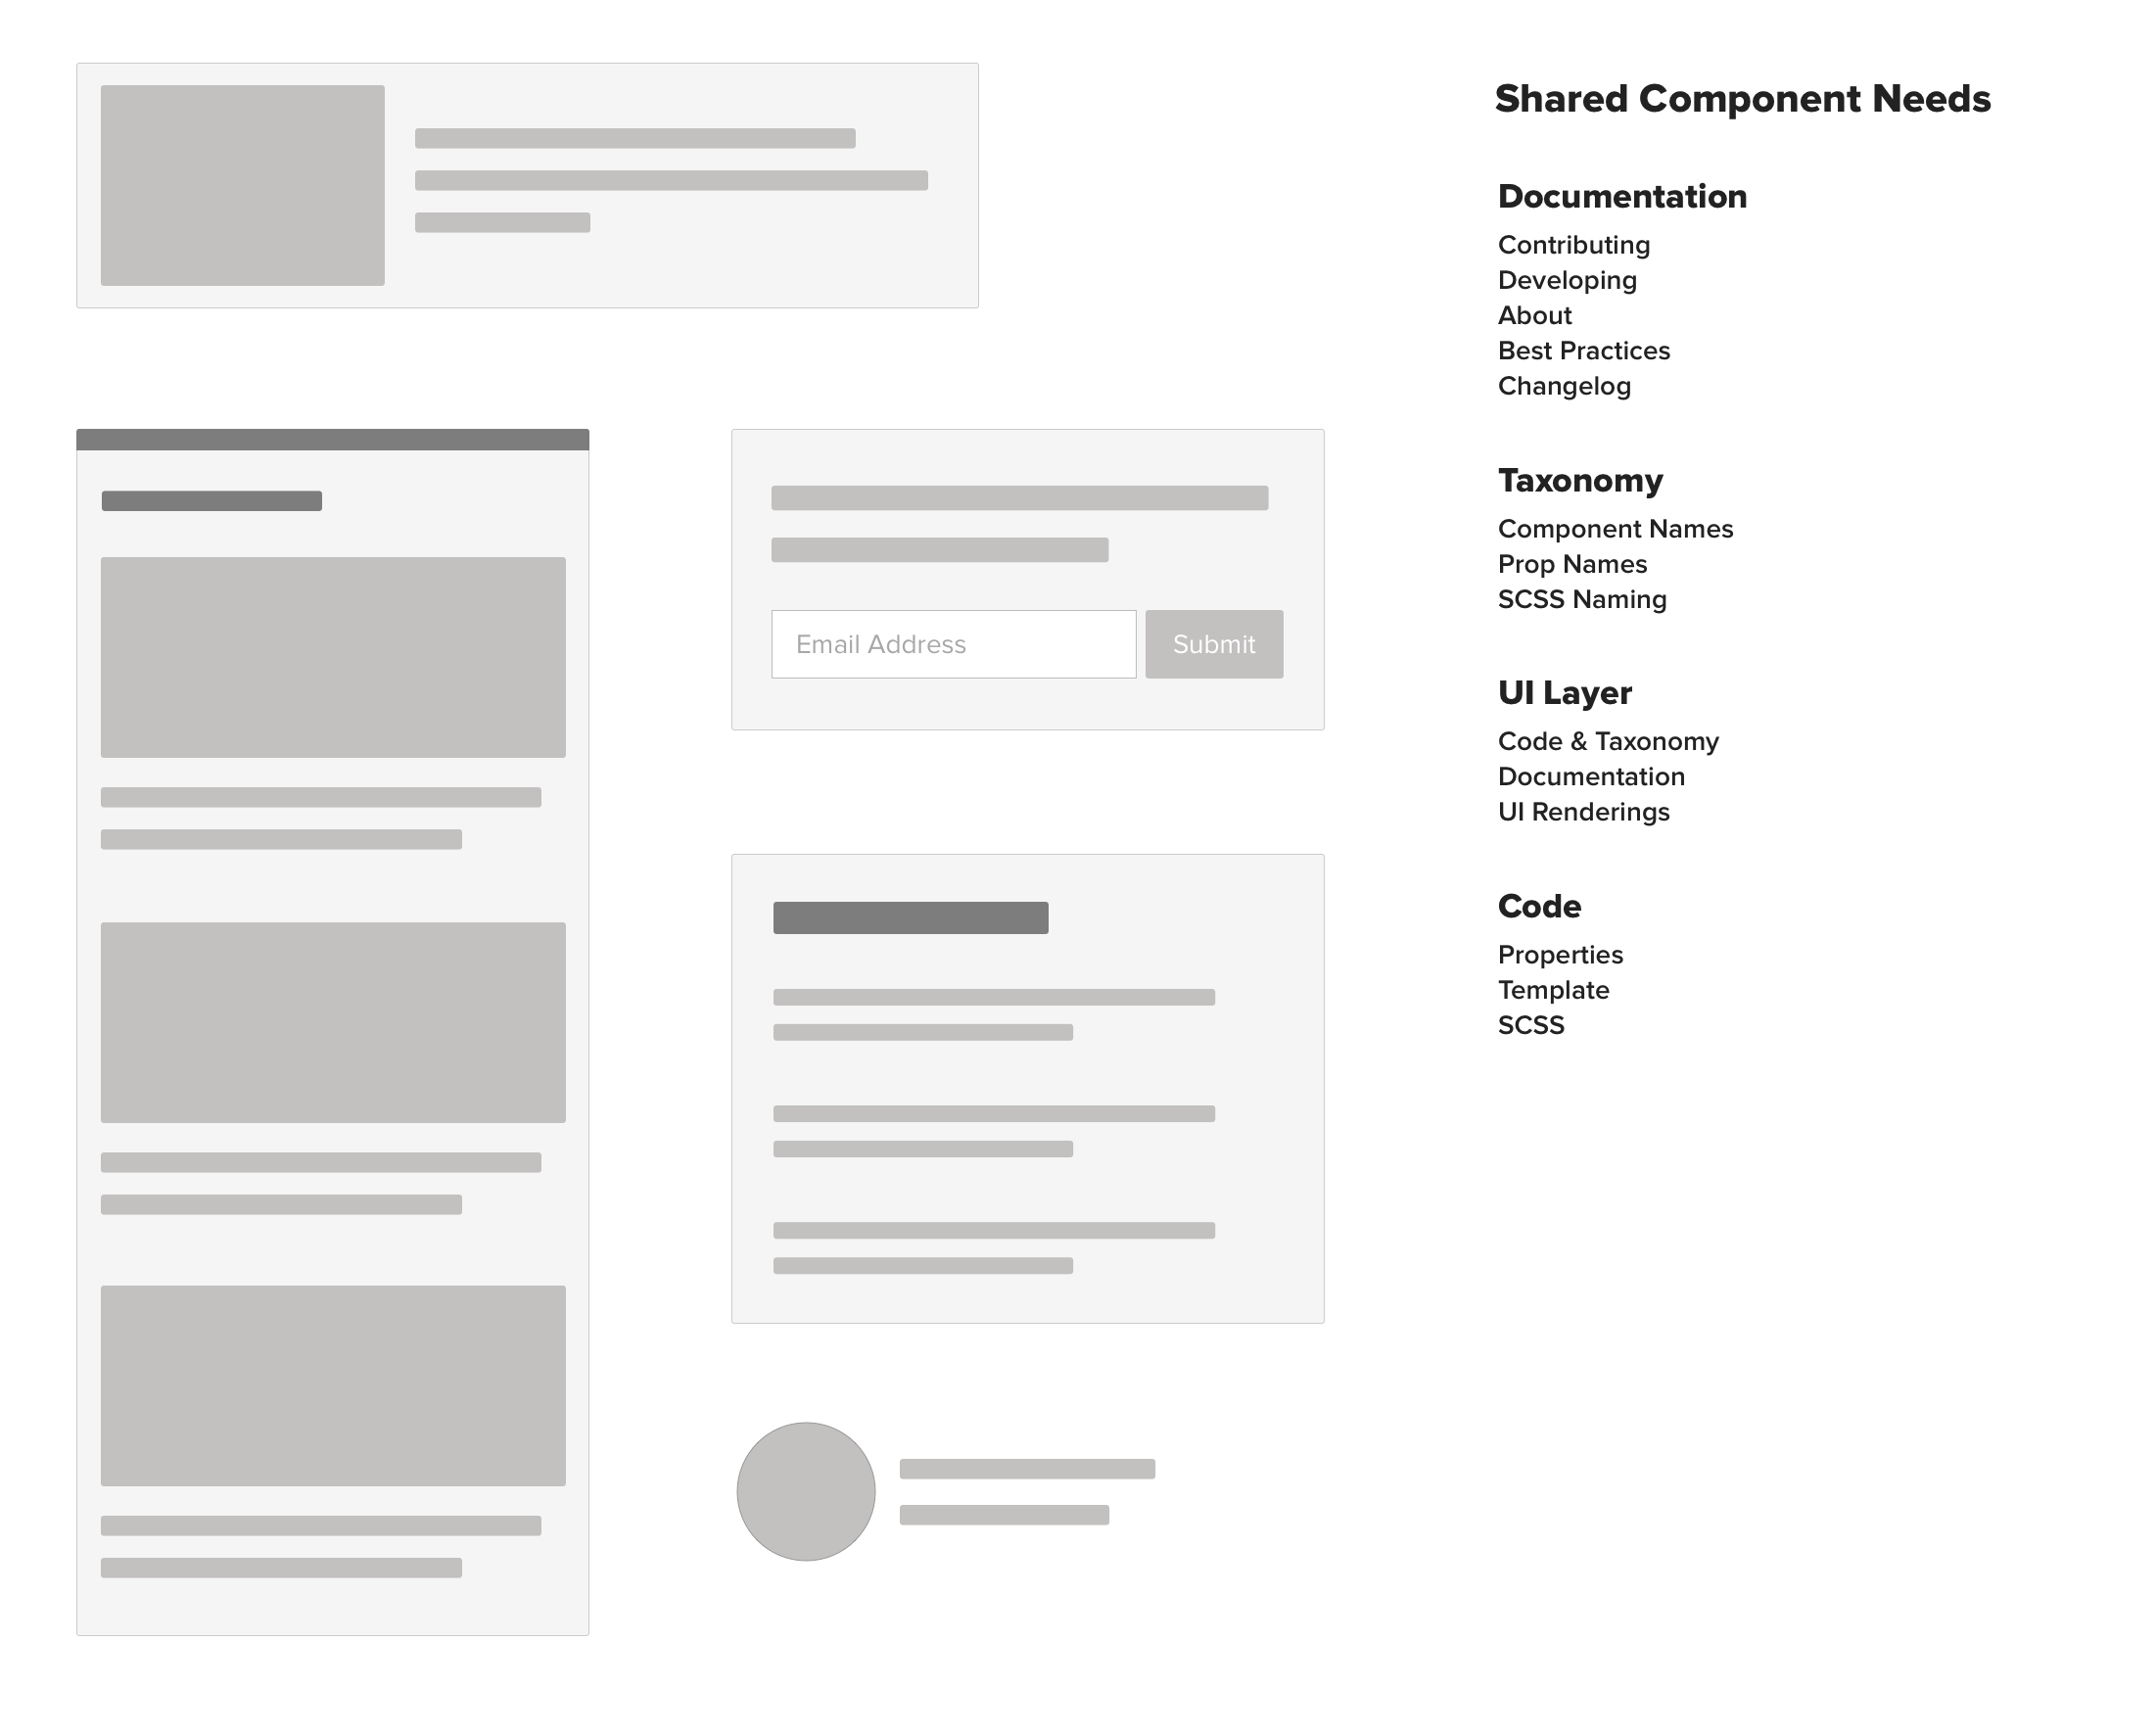 Shared Component Needs
Documentation
Contributing
Developing
About
Best Practices
Changelog
Taxonomy
Component Names
Prop Names
SCSS Naming
UI Layer
Code & Taxonomy
Documentation
UI Renderings
Code
Properties
Template
SCSS
Email Address
Submit